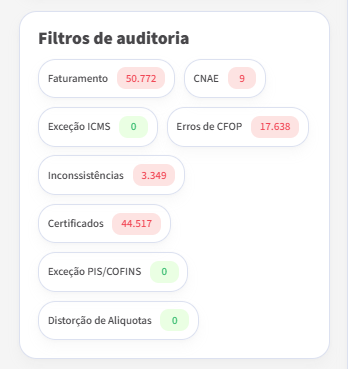 Filtros de auditoria
Faturamento 50.772 CNAE 9
Exceção ICMS 0 Erros de CFOP 17.638
Inconssistências 3.349
Certificados 44.517
Exceção PIS/COFINS 0
Distorção de Aliquotas 0